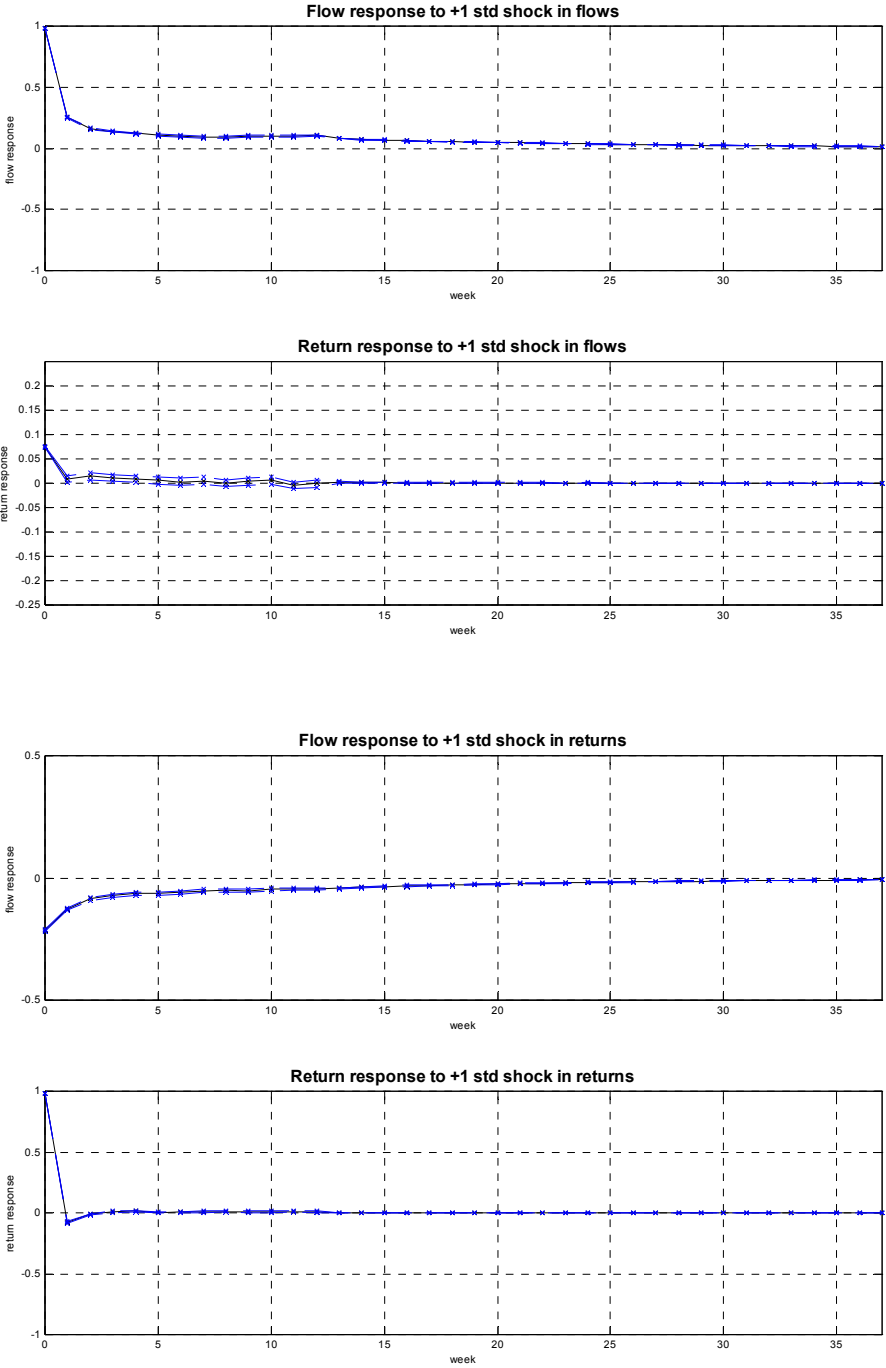 Flow response to +1 std shock in flows
1
0.5
0
-0.5
-1
flow response
0 5 10 15 20 25 30 35
week
Return response to +1 std shock in flows
0.2
0.15
0.1
0.05
0
-0.05
-0.1
-0.15
-0.2
-0.25
return response
0 5 10 15 20 25 30 35
week
Flow response to +1 std shock in returns
0.5
0
-0.5
flow response
0 5 10 15 20 25 30 35
week
Return response to +1 std shock in returns
1
0.5
0
-0.5
-1
return response
0 5 10 15 20 25 30 35
week